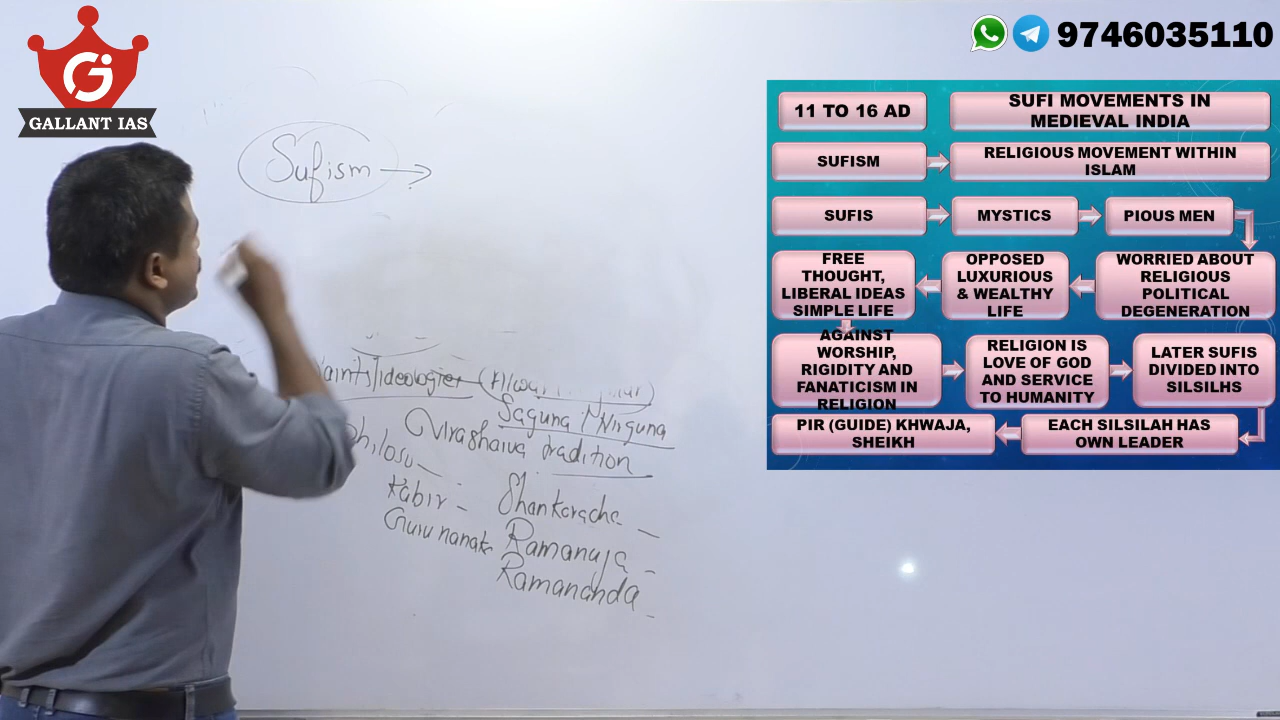 GALLANT IAS
9746035110
11 TO 16 AD
SUFI MOVEMENTS IN
MEDIEVAL INDIA
SUFISM
RELIGIOUS MOVEMENT WITHIN
ISLAM
SUFIS
MYSTICS
PIOUS MEN
FREE
THOUGHT,
LIBERAL IDEAS
SIMPLE LIFE
OPPOSED
LUXURIOUS
& WEALTHY
LIFE
WORRIED ABOUT
RELIGIOUS
POLITICAL
DEGENERATION
AGAINST
WORSHIP,
RIGIDITY AND
FANATICISM IN
RELIGION
RELIGION IS
LOVE OF GOD
AND SERVICE
TO HUMANITY
LATER SUFIS
DIVIDED INTO
SILSILHS
PIR (GUIDE) KHWAJA,
SHEIKH
EACH SILSILAH HAS
OWN LEADER
Sufism
Saints/ideologies
Saguna / Nirguna
Virashaiva tradition
Philosu
Kabir - Shankaracha -
Guru nanak Ramanuja -
Ramananda -